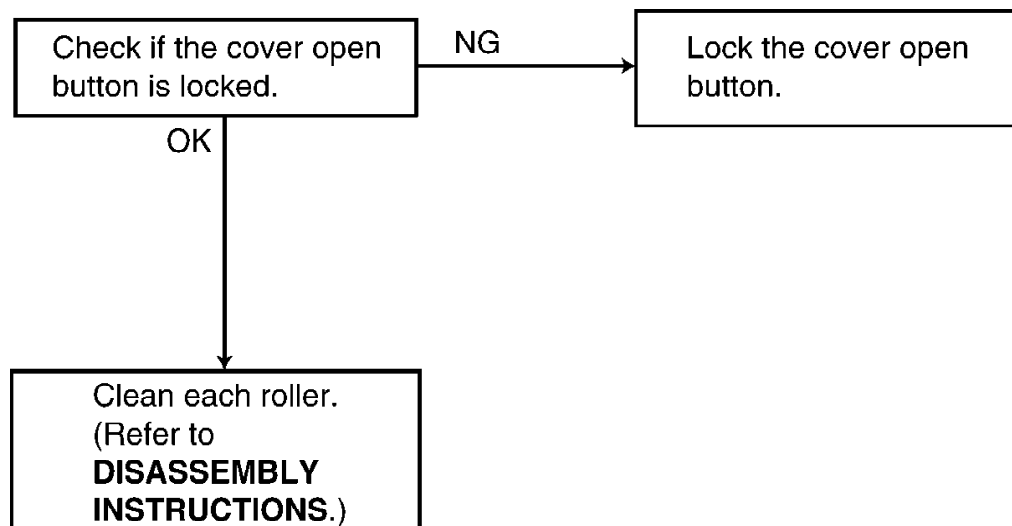 Check if the cover open
button is locked.
NG
Lock the cover open
button.
OK
Clean each roller.
(Refer to
DISASSEMBLY
INSTRUCTIONS.)